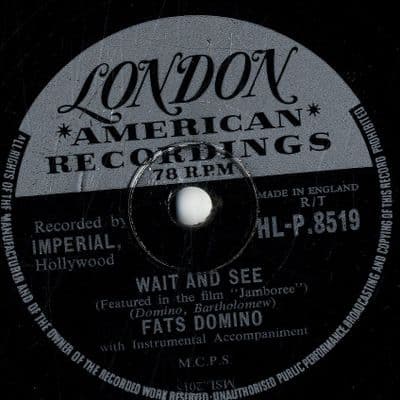 LONDON
*AMERICAN*
RECORDINGS
78 RPM
MADE IN ENGLAND
R/T
Recorded by
IMPERIAL,
Hollywood
HL-P.8519
WAIT AND SEE
(Featured in the film "Jamboree")
(Domino, Bartholomew)
FATS DOMINO
with Instrumental Accompaniment
M.C.P.S
ALL RIGHTS OF THE MANUFACTURER AND OF THE OWNER OF THE RECORDED WORK RESERVED·UNAUTHORISED PUBLIC PERFORMANCE, BROADCASTING AND COPYING OF THIS RECORD PROHIBITED